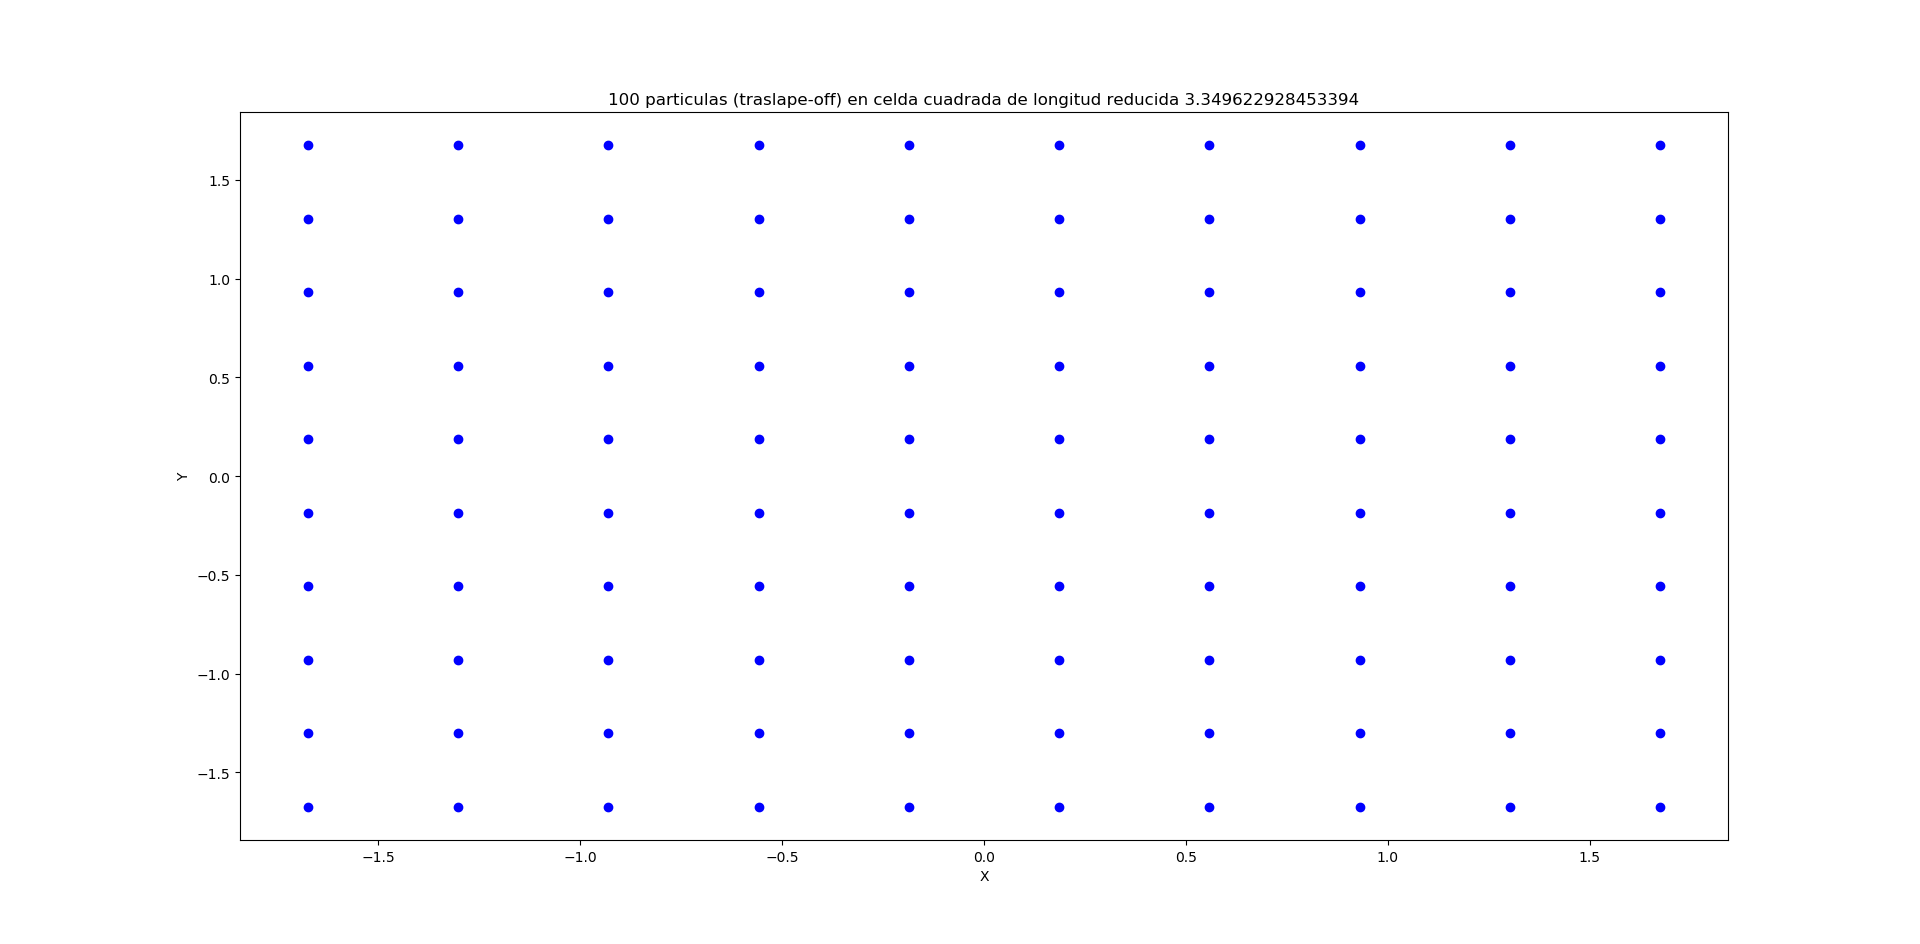 100 particulas (traslape-off) en celda cuadrada de longitud reducida 3.349622928453394
1.5
1.0
0.5
0.0
−0.5
−1.0
−1.5
Y
−1.5 −1.0 −0.5 0.0 0.5 1.0 1.5
X